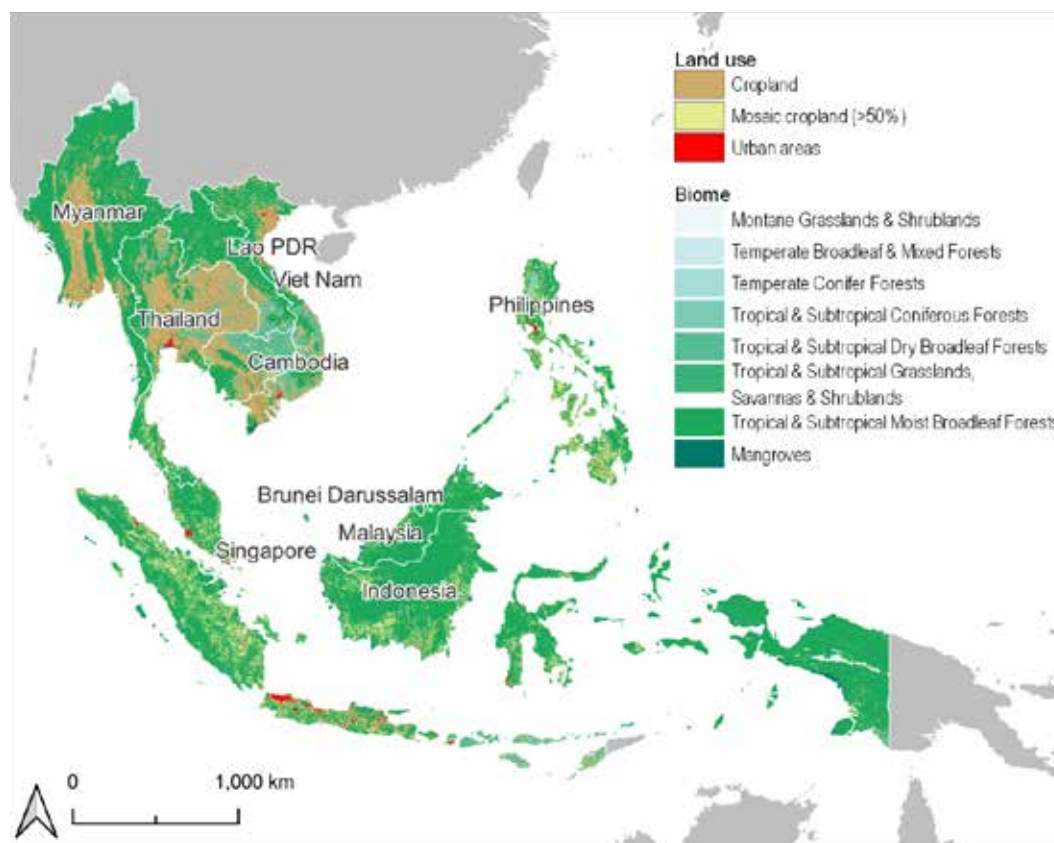 Land use
Cropland
Mosaic cropland (>50%)
Urban areas
Biome
Montane Grasslands & Shrublands
Temperate Broadleaf & Mixed Forests
Temperate Conifer Forests
Tropical & Subtropical Coniferous Forests
Tropical & Subtropical Dry Broadleaf Forests
Tropical & Subtropical Grasslands,
Savannas & Shrublands
Tropical & Subtropical Moist Broadleaf Forests
Mangroves
Myanmar
Lao PDR
Viet Nam
Thailand
Cambodia
Philippines
Brunei Darussalam
Malaysia
Singapore
Indonesia
0 1,000 km